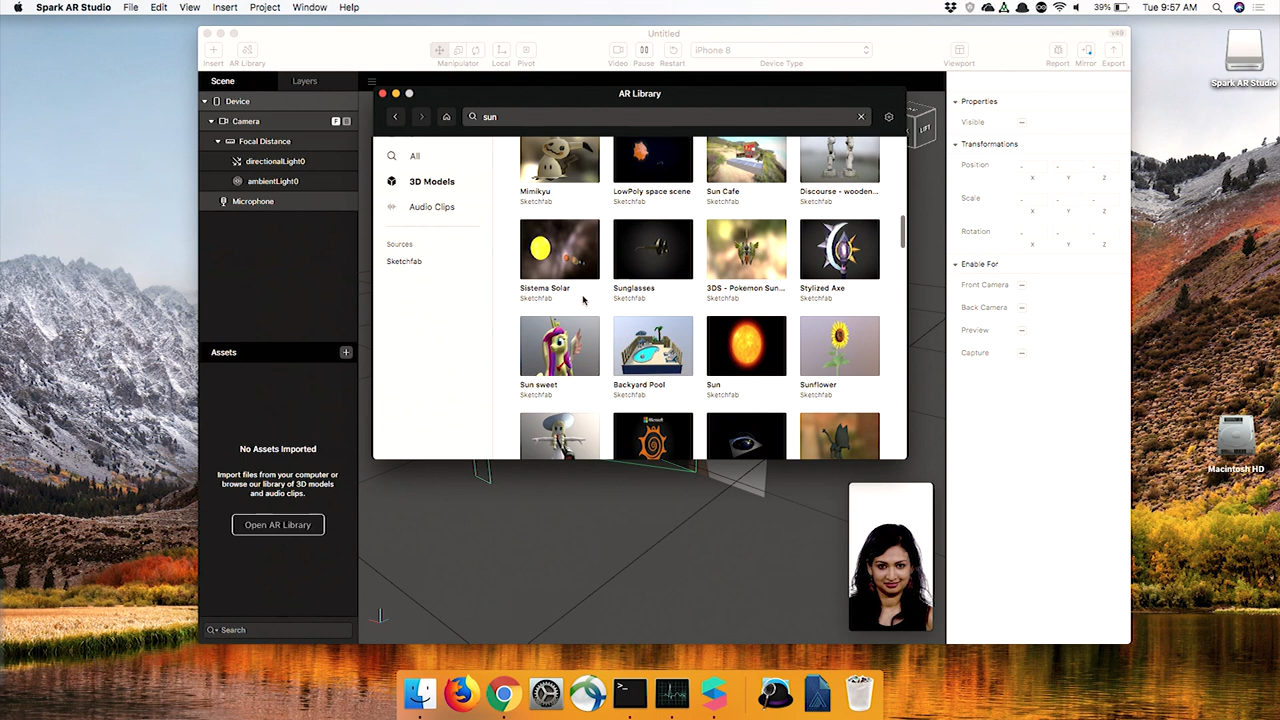 Spark AR Studio File Edit View Insert Project Window Help
39% Tue 9:57 AM
Untitled
v49
iPhone 8
Insert AR Library Manipulator Local Pivot Video Pause Restart Device Type Viewport Report Mirror Export
Spark AR Studio
Scene Layers
Device
Camera
F B
Focal Distance
directionalLight0
ambientLight0
Microphone
Assets
No Assets Imported
Import files from your computer or
browse our library of 3D models
and audio clips.
Open AR Library
Search
AR Library
sun
All
3D Models
Audio Clips
Sources
Sketchfab
Mimikyu LowPoly space scene Sun Cafe Discourse - wooden...
Sketchfab Sketchfab Sketchfab Sketchfab
Sistema Solar Sunglasses 3DS - Pokemon Sun... Stylized Axe
Sketchfab Sketchfab Sketchfab Sketchfab
Sun sweet Backyard Pool Sun Sunflower
Sketchfab Sketchfab Sketchfab Sketchfab
Microsoft
LEFT
Properties
Visible
Transformations
Position
X Y Z
Scale
X Y Z
Rotation
X Y Z
Enable For
Front Camera
Back Camera
Preview
Capture
Macintosh HD